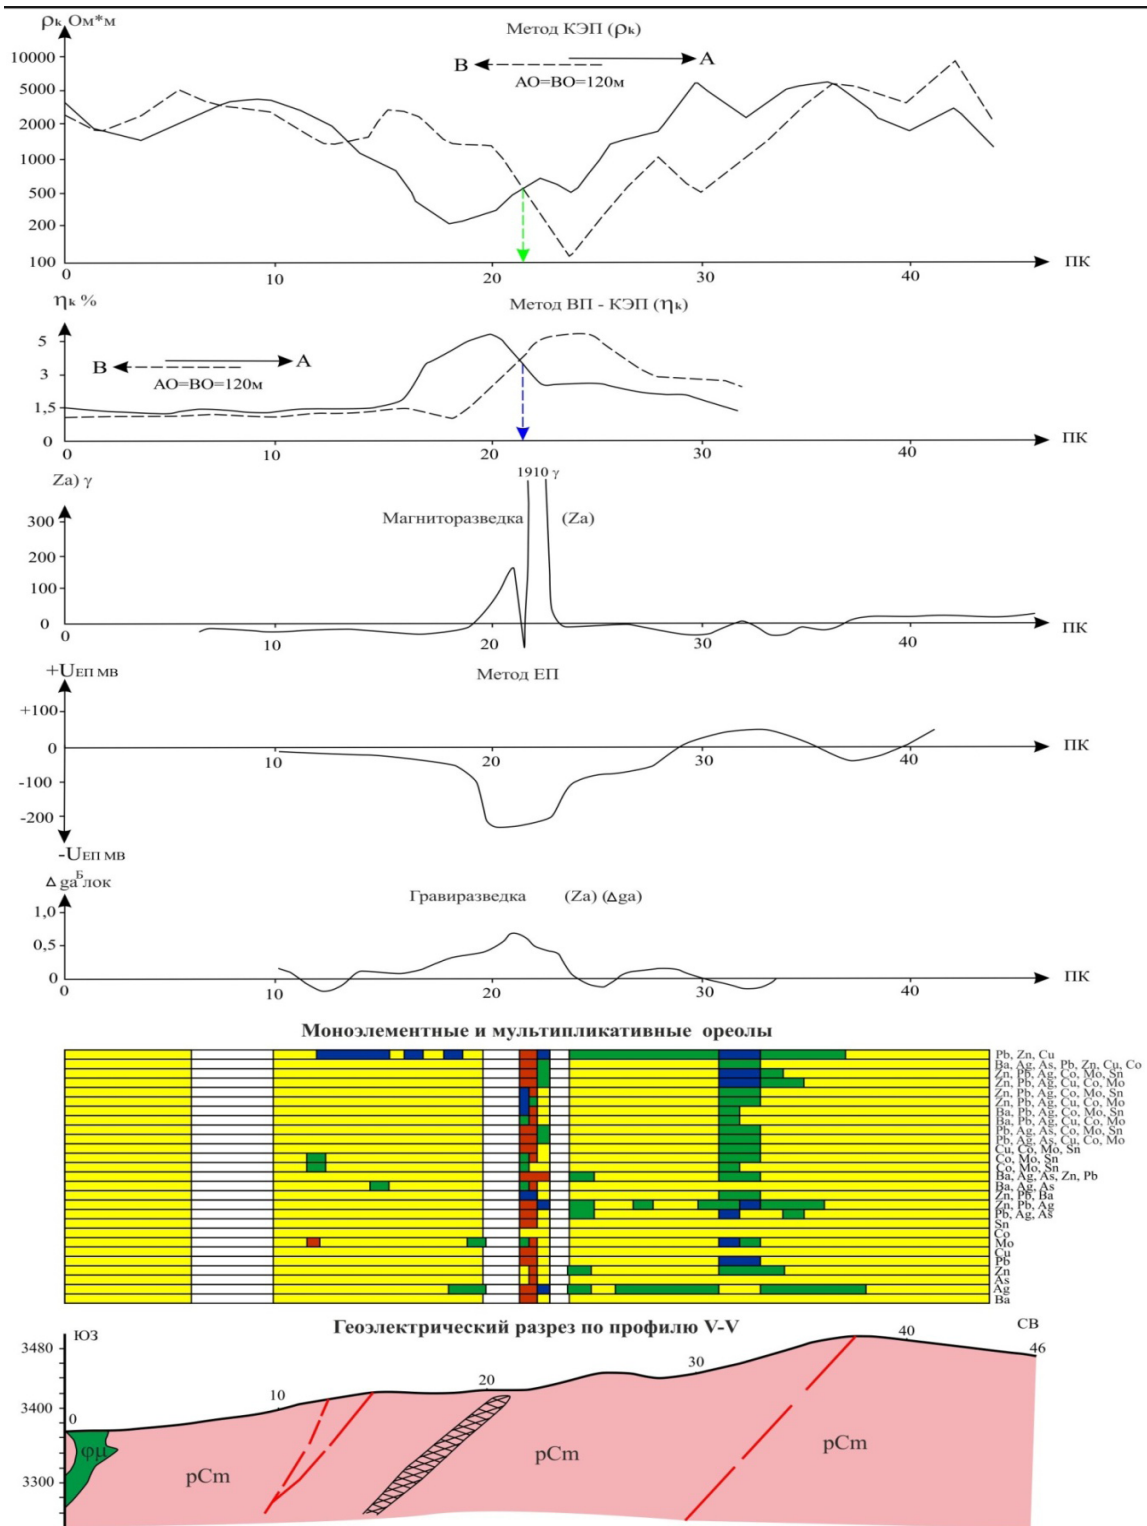 ρк Ом*м
Метод КЭП (ρк)
B A
АО=ВО=120м
10000
5000
2000
1000
500
200
100
0 10 20 30 40 ПК
ηк %
Метод ВП - КЭП (ηк)
B A
АО=ВО=120м
5
3
1.5
0
10 20 30 40 ПК
Za) γ
1910 γ
Магниторазведка (Za)
300
200
100
0
0 10 20 30 40 ПК
+UЕП МВ
Метод ЕП
+100
0
10 20 30 40 ПК
-100
-200
-UЕП МВ
Δ gаБ лок
Гравиразведка (Za) (Δga)
1,0
0,5
0
0 10 20 30 40 ПК
Моноэлементные и мультипликативные ореолы
Pb, Zn, Cu
Ba, Ag, As, Pb, Zn, Cu, Co
Zn, Pb, Ag, Co, Mo, Sn
Zn, Pb, Ag, Cu, Co, Mo
Zn, Pb, Ag, Co, Mo, Sn
Zn, Pb, Ag, Cu, Co, Mo
Ba, Pb, Ag, Co, Mo, Sn
Ba, Pb, Ag, Cu, Co, Mo
Pb, Ag, As, Co, Mo, Sn
Pb, Ag, As, Cu, Co, Mo
Cu, Co, Mo, Sn
Co, Mo, Sn
Co, Mo, Sn
Ba, Ag, As, Zn, Pb
Ba, Ag, As
Zn, Pb, Ba
Zn, Pb, Ag
Pb, Ag, As
Sn
Co
Mo
Cu
Pb
Zn
As
Ag
Ba
Геоэлектрический разрез по профилю V-V
ЮЗ СВ
3480
3400
3300
0 10 20 30 40 46
φμ
pCm pCm pCm